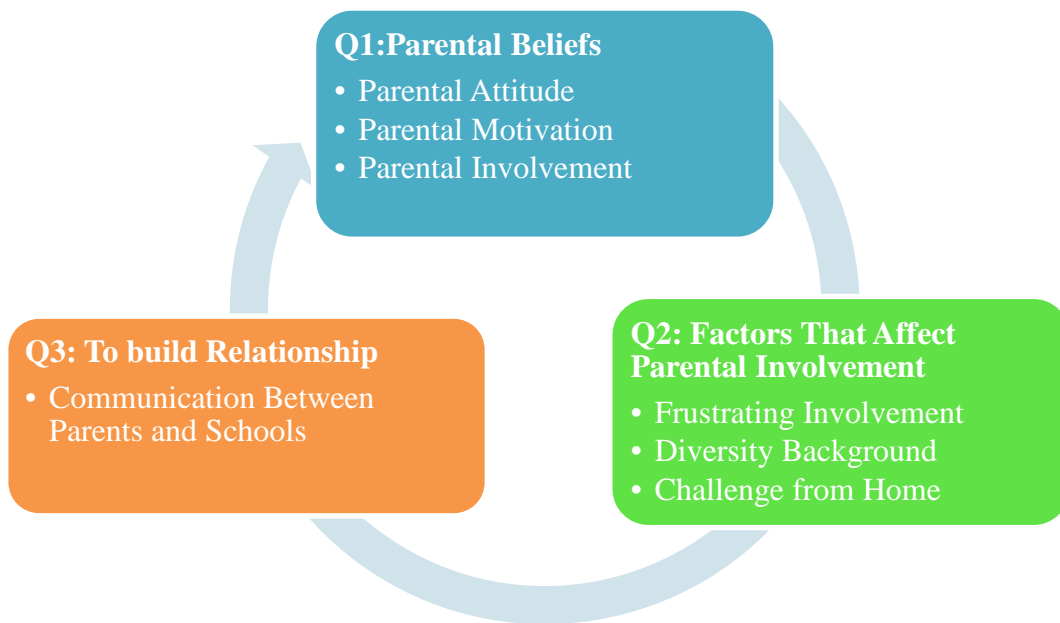 Q1:Parental Beliefs
• Parental Attitude
• Parental Motivation
• Parental Involvement
Q2: Factors That Affect
Parental Involvement
• Frustrating Involvement
• Diversity Background
• Challenge from Home
Q3: To build Relationship
• Communication Between
Parents and Schools